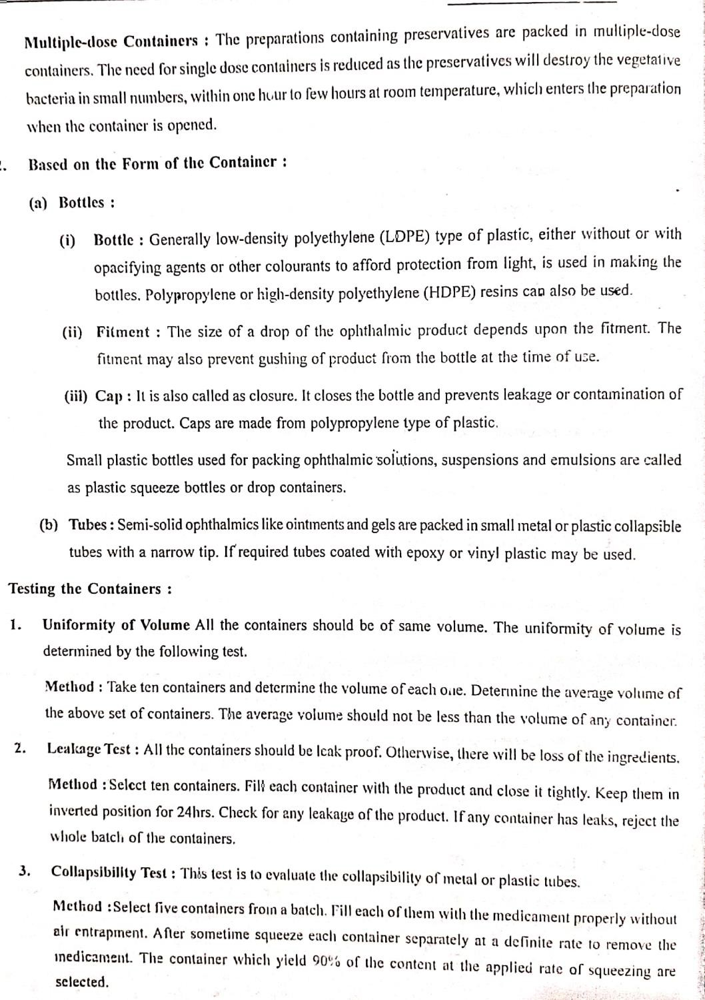 Multiple-dose Containers : The preparations containing preservatives are packed in multiple-dose
containers. The need for single dose containers is reduced as the preservatives will destroy the vegetative
bacteria in small numbers, within one hour to few hours at room temperature, which enters the preparation
when the container is opened.
Based on the Form of the Container :
(a) Bottles :
(i) Bottle : Generally low-density polyethylene (LDPE) type of plastic, either without or with
opacifying agents or other colourants to afford protection from light, is used in making the
bottles. Polypropylene or high-density polyethylene (HDPE) resins can also be used.
(ii) Fitment : The size of a drop of the ophthalmic product depends upon the fitment. The
fitment may also prevent gushing of product from the bottle at the time of use.
(iii) Cap : It is also called as closure. It closes the bottle and prevents leakage or contamination of
the product. Caps are made from polypropylene type of plastic.
Small plastic bottles used for packing ophthalmic solutions, suspensions and emulsions are called
as plastic squeeze bottles or drop containers.
(b) Tubes : Semi-solid ophthalmics like ointments and gels are packed in small metal or plastic collapsible
tubes with a narrow tip. If required tubes coated with epoxy or vinyl plastic may be used.
Testing the Containers :
1. Uniformity of Volume All the containers should be of same volume. The uniformity of volume is
determined by the following test.
Method : Take ten containers and determine the volume of each one. Determine the average volume of
the above set of containers. The average volume should not be less than the volume of any container.
2. Leakage Test : All the containers should be leak proof. Otherwise, there will be loss of the ingredients.
Method : Select ten containers. Fill each container with the product and close it tightly. Keep them in
inverted position for 24hrs. Check for any leakage of the product. If any container has leaks, reject the
whole batch of the containers.
3. Collapsibility Test : This test is to evaluate the collapsibility of metal or plastic tubes.
Method :Select five containers from a batch. Fill each of them with the medicament properly without
air entrapment. After sometime squeeze each container separately at a definite rate to remove the
medicament. The container which yield 90% of the content at the applied rate of squeezing are
selected.